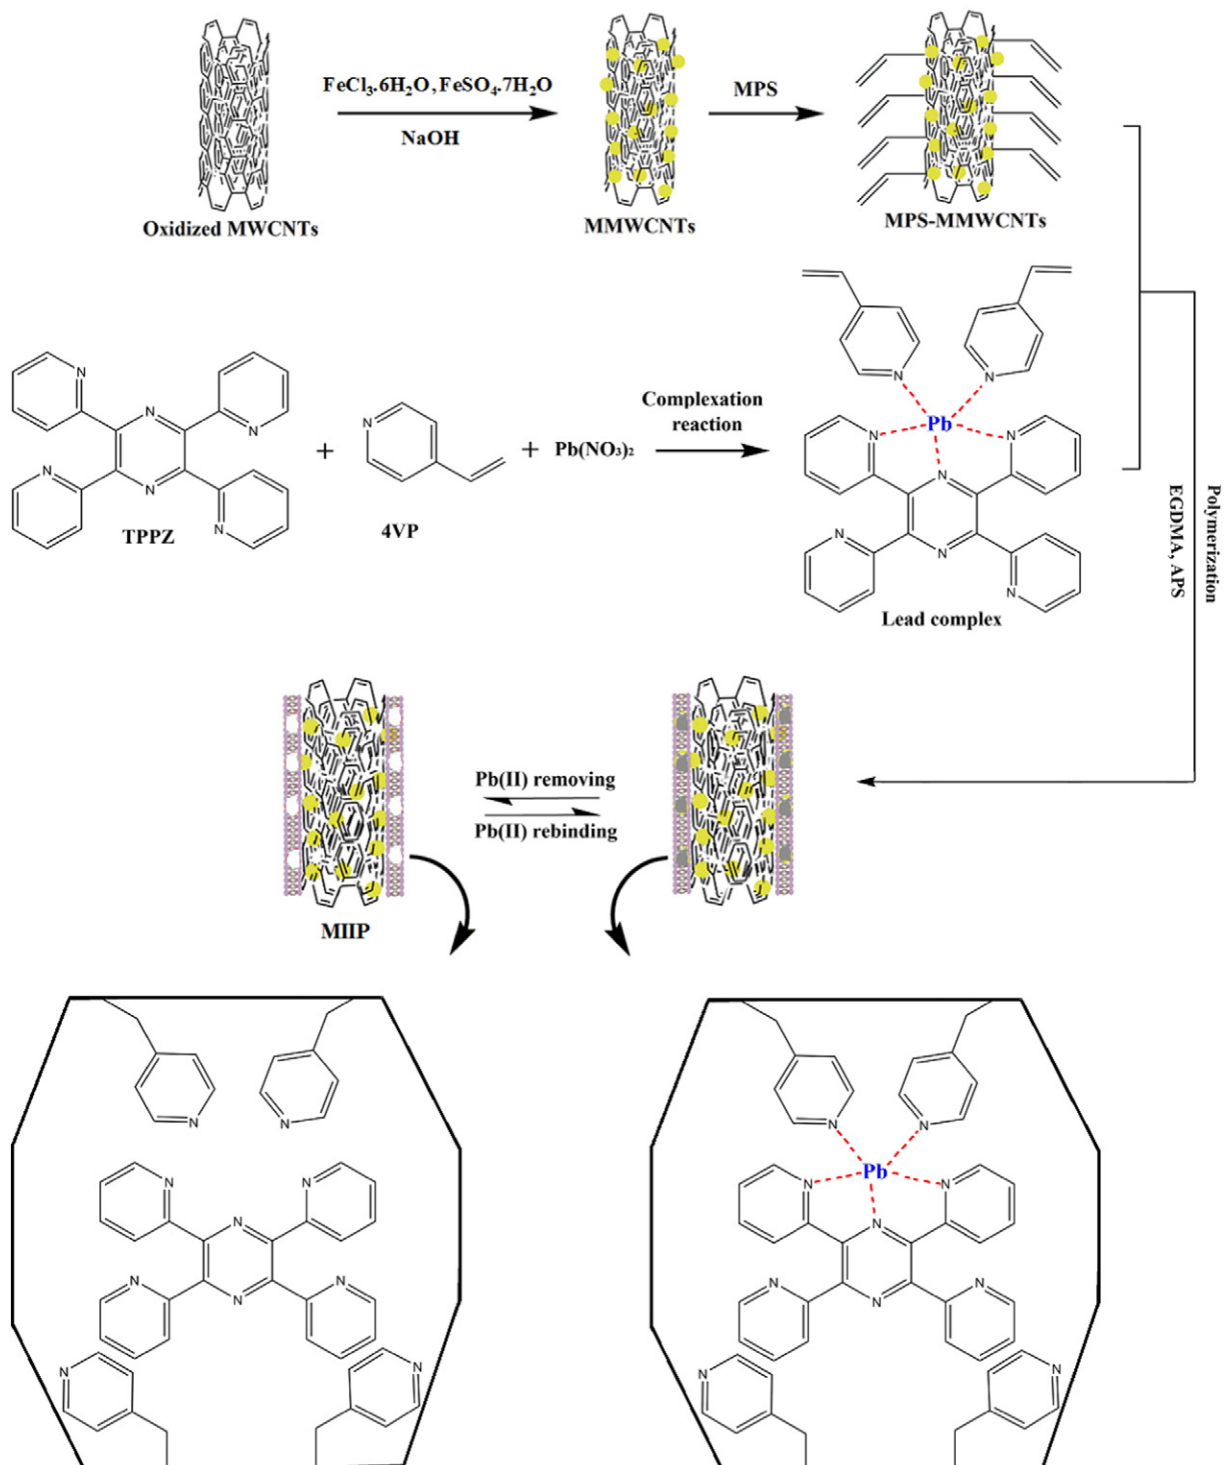 FeCl₃.6H₂O, FeSO₄.7H₂O
NaOH
MPS
Oxidized MWCNTs
MMWCNTs
MPS-MMWCNTs
N
N
N
N
N
N
TPPZ
+
N
4VP
+ Pb(NO₃)₂
Complexation
reaction
N
N
Pb
N
N
N
N
N
N
Lead complex
Polymerization
EGDMA, APS
Pb(II) removing
Pb(II) rebinding
MIIP
N
N
N
N
N
N
N
N
N
N
N
N
Pb
N
N
N
N
N
N
N
N